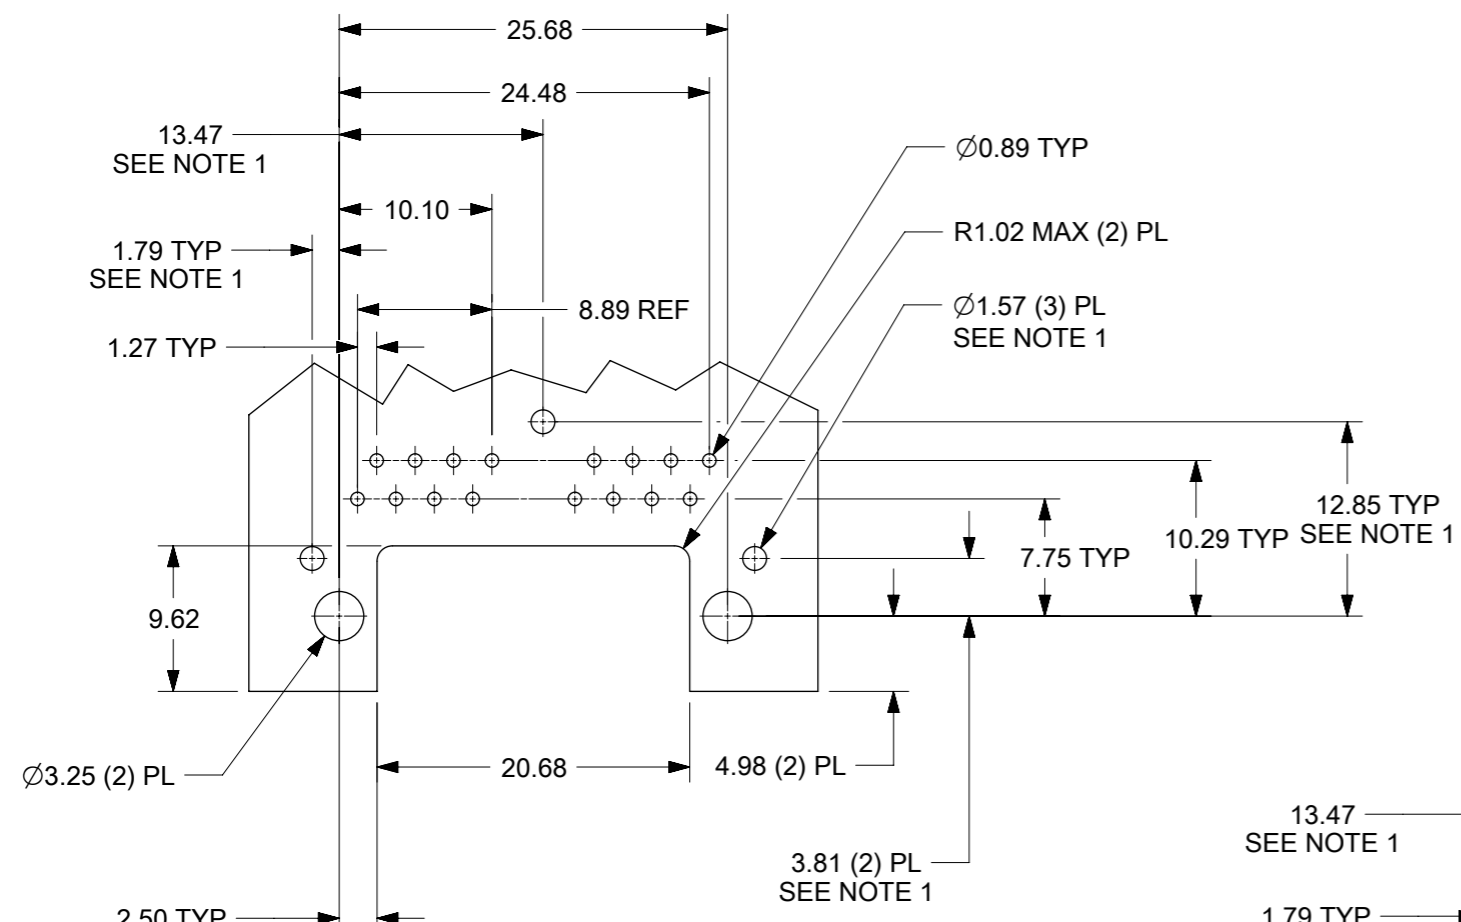 25.68
24.48
13.47
SEE NOTE 1
Ø0.89 TYP
10.10
R1.02 MAX (2) PL
1.79 TYP
SEE NOTE 1
8.89 REF
Ø1.57 (3) PL
SEE NOTE 1
1.27 TYP
12.85 TYP
SEE NOTE 1
10.29 TYP
7.75 TYP
9.62
20.68
4.98 (2) PL
Ø3.25 (2) PL
13.47
SEE NOTE 1
3.81 (2) PL
SEE NOTE 1
2.50 TYP
1.79 TYP